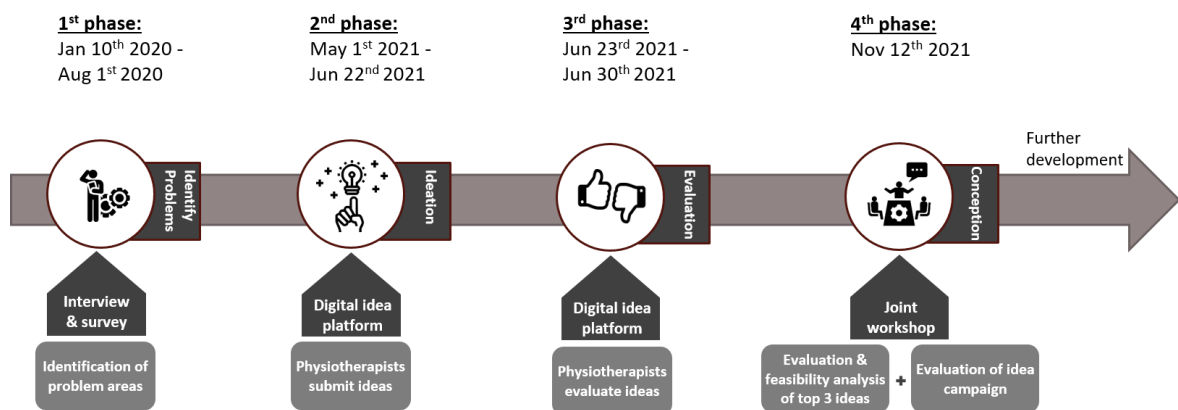 1st phase:
Jan 10th 2020 -
Aug 1st 2020
2nd phase:
May 1st 2021 -
Jun 22nd 2021
3rd phase:
Jun 23rd 2021 -
Jun 30th 2021
4th phase:
Nov 12th 2021
Identify
Problems
Ideation
Evaluation
Conception
Further
development
Interview
& survey
Digital idea
platform
Digital idea
platform
Joint
workshop
Identification of
problem areas
Physiotherapists
submit ideas
Physiotherapists
evaluate ideas
Evaluation &
feasibility analysis
of top 3 ideas
+
Evaluation of idea
campaign